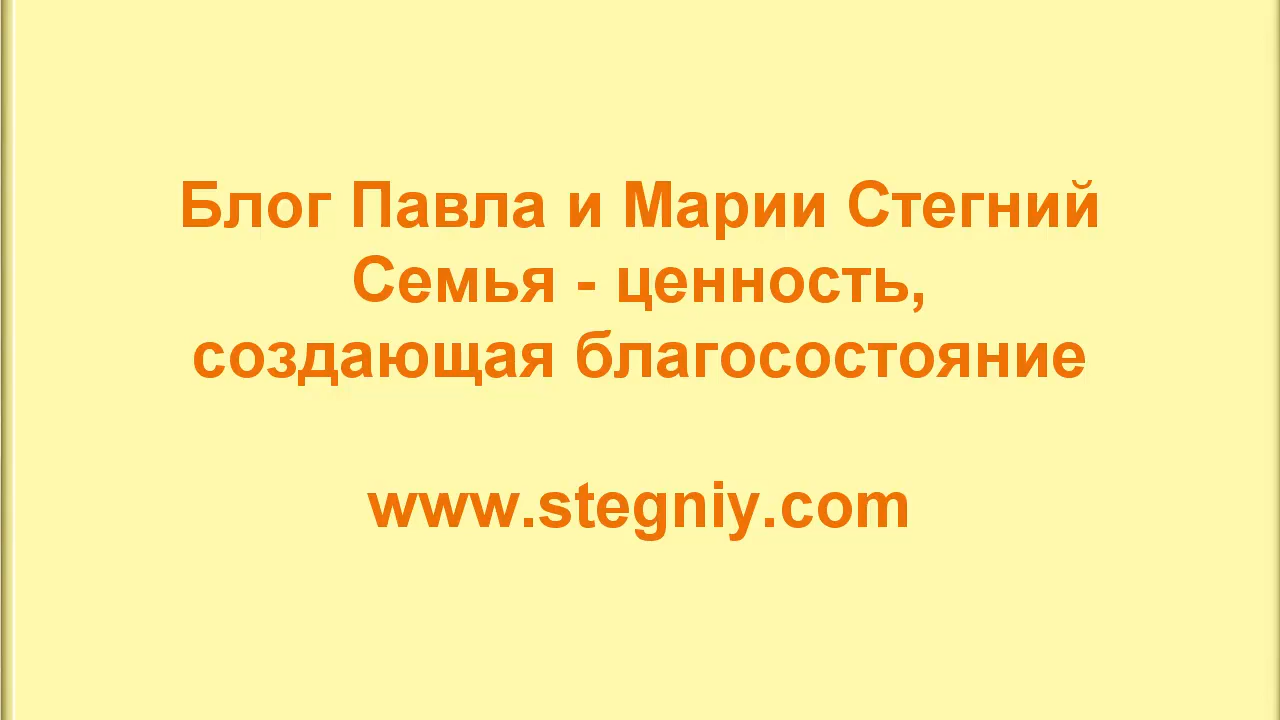 Блог Павла и Марии Стегний
Семья - ценность,
создающая благосостояние
www.stegniy.com